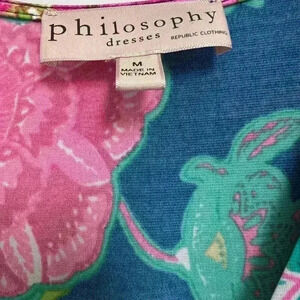 philosophy
dresses REPUBLIC CLOTHING
M
MADE IN
VIETNAM